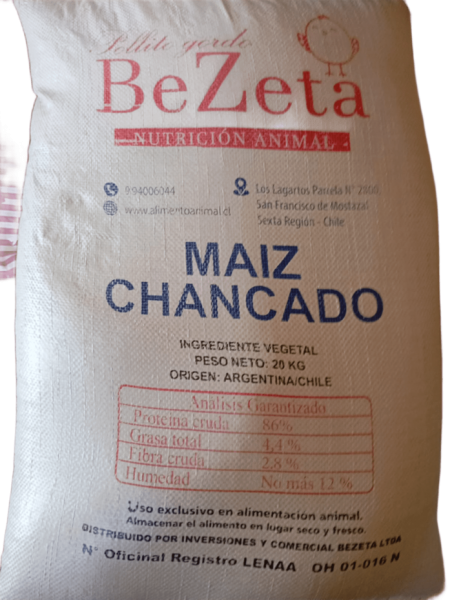 Pollito gordo
BeZeta
NUTRICIÓN ANIMAL
994006044
www.alimentoanimal.cl
Los Lagartos Parcela N° 2808
San Francisco de Mostazal
Sexta Región - Chile
MAIZ
CHANCADO
INGREDIENTE VEGETAL
PESO NETO: 20 KG
ORIGEN: ARGENTINA/CHILE
Análisis Garantizado
Proteína cruda 86%
Grasa total 4,4 %
Fibra cruda 2,8 %
Humedad No más 12 %
Uso exclusivo en alimentación animal.
Almacenar el alimento en lugar seco y fresco.
DISTRIBUIDO POR INVERSIONES Y COMERCIAL BEZETA LTDA
N° Oficinal Registro LENAA OH 01-016 N